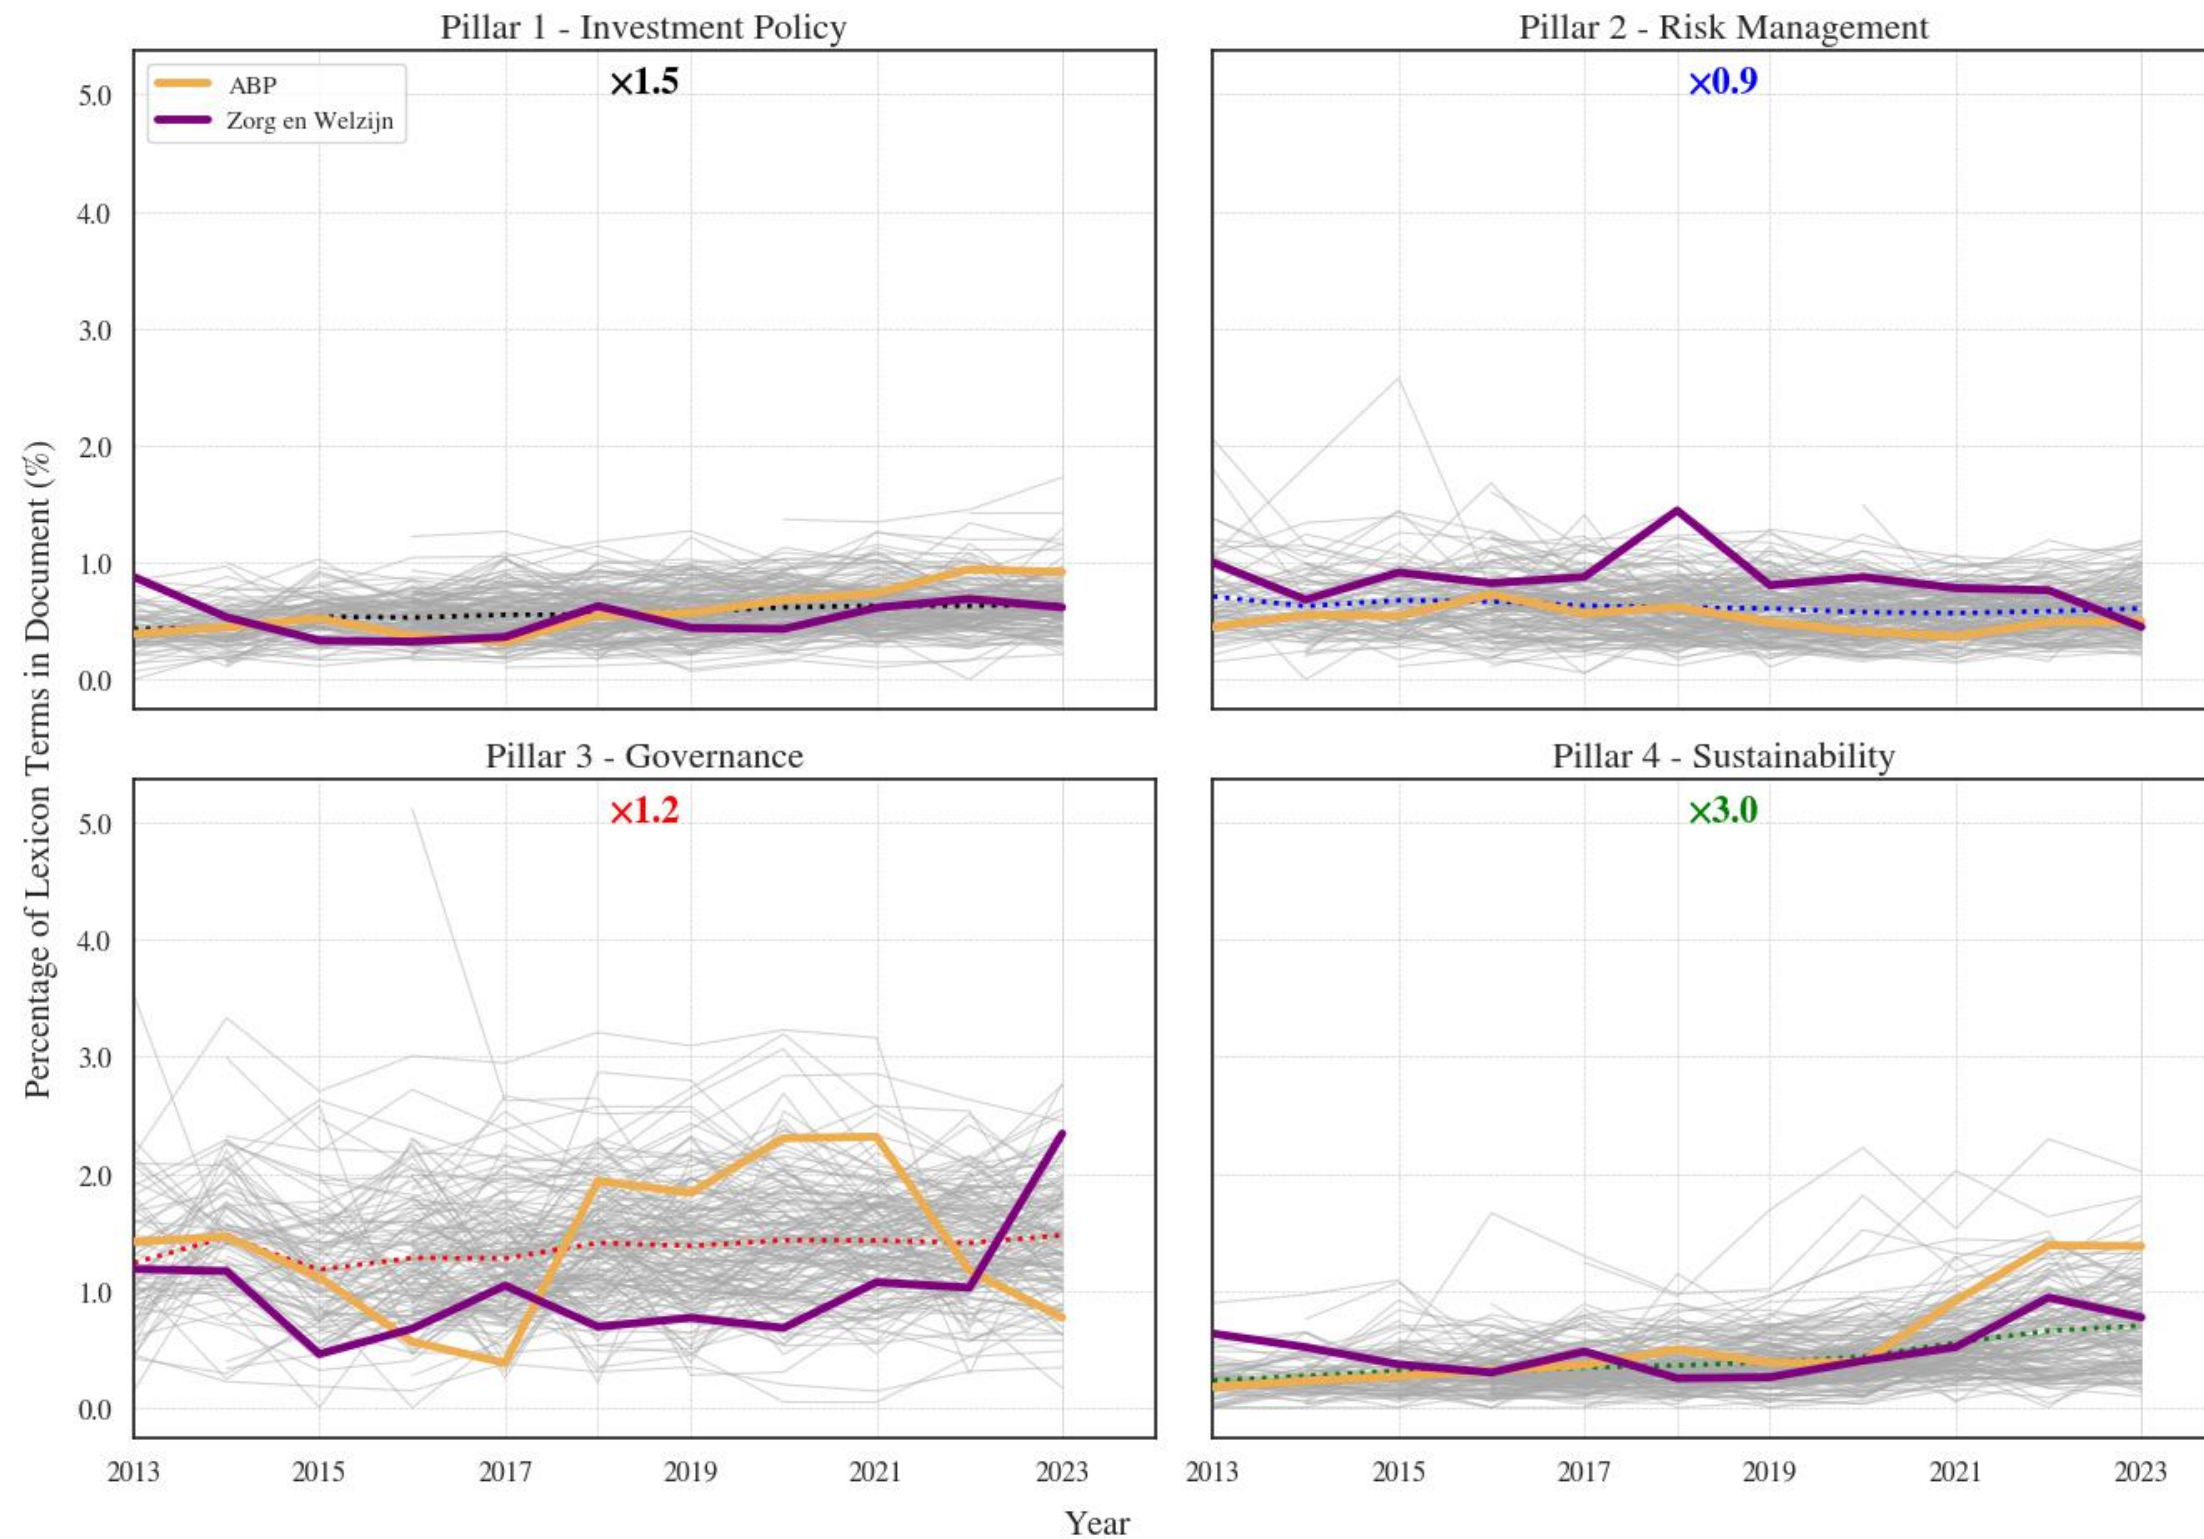 Pillar 1 - Investment Policy
Pillar 2 - Risk Management
ABP
Zorg en Welzijn
×1.5
×0.9
5.0
4.0
3.0
2.0
1.0
0.0
Percentage of Lexicon Terms in Document (%)
Pillar 3 - Governance
Pillar 4 - Sustainability
×1.2
×3.0
5.0
4.0
3.0
2.0
1.0
0.0
2013 2015 2017 2019 2021 2023
2013 2015 2017 2019 2021 2023
Year